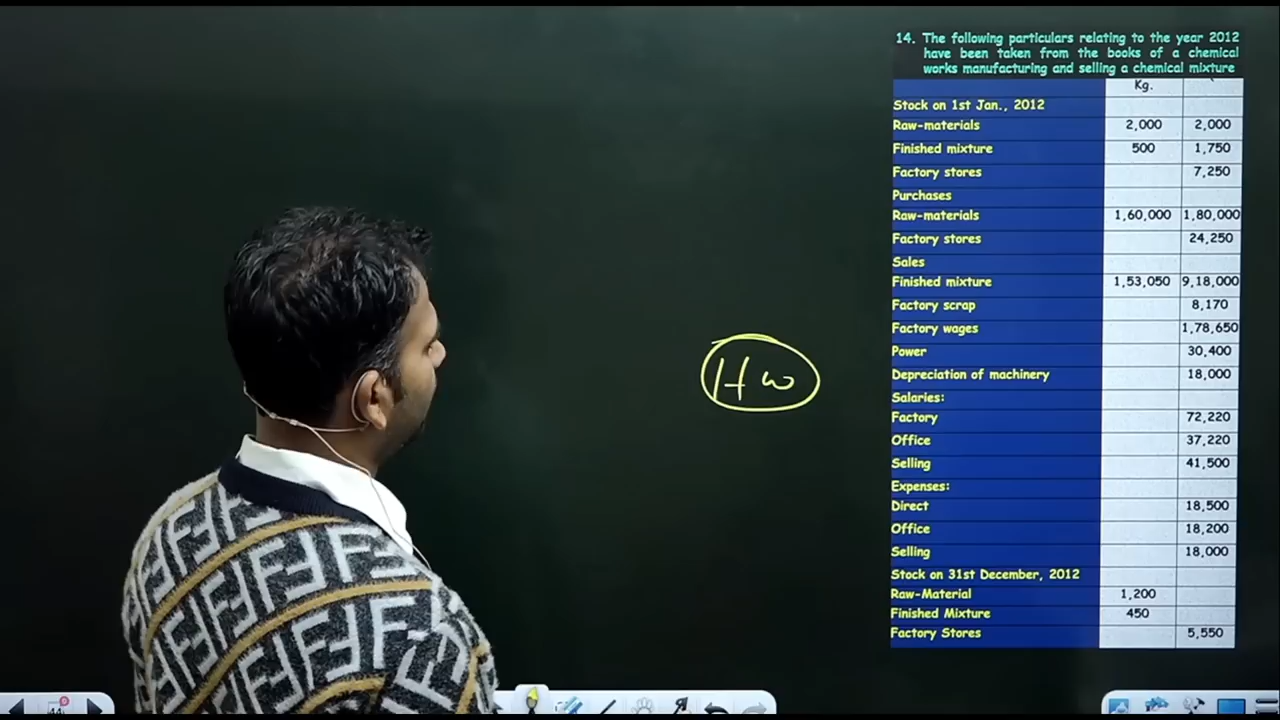 14. The following particulars relating to the year 2012
have been taken from the books of a chemical
works manufacturing and selling a chemical mixture
Kg.
Stock on 1st Jan., 2012
Raw-materials 2,000 2,000
Finished mixture 500 1,750
Factory stores 7,250
Purchases
Raw-materials 1,60,000 1,80,000
Factory stores 24,250
Sales
Finished mixture 1,53,050 9,18,000
Factory scrap 8,170
Factory wages 1,78,650
Power 30,400
Depreciation of machinery 18,000
Salaries:
Factory 72,220
Office 37,220
Selling 41,500
Expenses:
Direct 18,500
Office 18,200
Selling 18,000
Stock on 31st December, 2012
Raw-Material 1,200
Finished Mixture 450
Factory Stores 5,550
H w